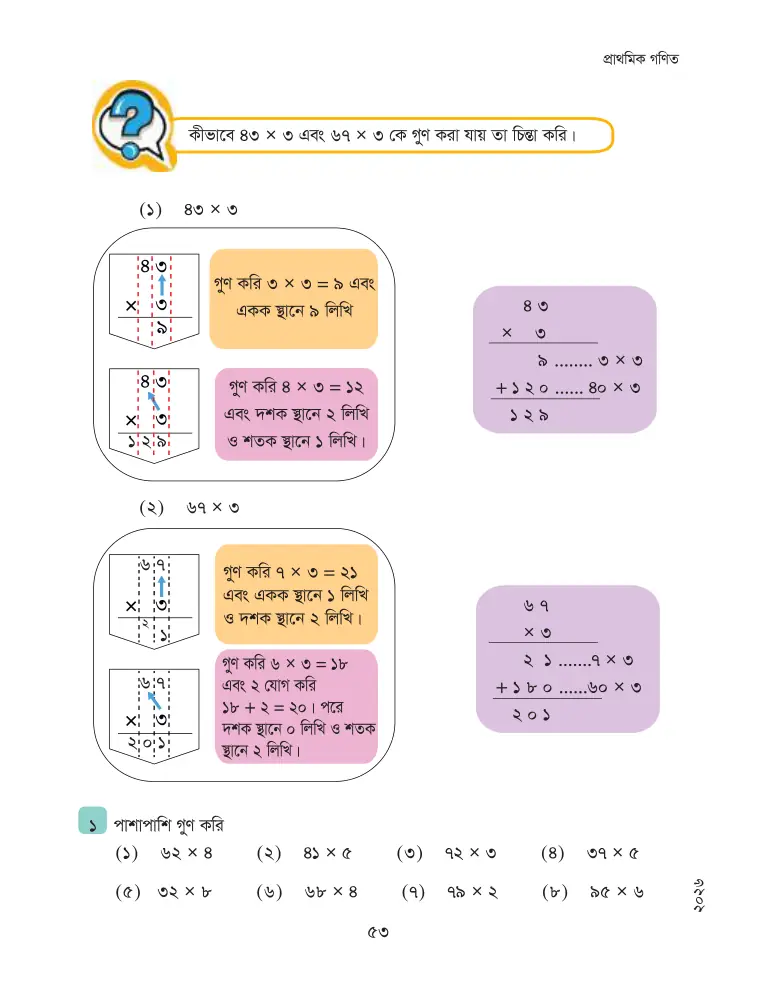 প্রাথমিক গণিত
কীভাবে ৪৩ × ৩ এবং ৬৭ × ৩ কে গুণ করা যায় তা চিন্তা করি।
(১) ৪৩ × ৩
৪ ৩
× ৩
৯
গুণ করি ৩ × ৩ = ৯ এবং
একক স্থানে ৯ লিখি
৪ ৩
× ৩
১ ২ ৯
গুণ করি ৪ × ৩ = ১২
এবং দশক স্থানে ২ লিখি
ও শতক স্থানে ১ লিখি।
৪ ৩
× ৩
৯ ........ ৩ × ৩
+ ১ ২ ০ ...... ৪০ × ৩
১ ২ ৯
(২) ৬৭ × ৩
৬ ৭
× ৩
২
১
গুণ করি ৭ × ৩ = ২১
এবং একক স্থানে ১ লিখি
ও দশক স্থানে ২ লিখি।
৬ ৭
× ৩
২ ০ ১
গুণ করি ৬ × ৩ = ১৮
এবং ২ যোগ করি
১৮ + ২ = ২০। পরে
দশক স্থানে ০ লিখি ও শতক
স্থানে ২ লিখি।
৬ ৭
× ৩
২ ১ .......৭ × ৩
+ ১ ৮ ০ ......৬০ × ৩
২ ০ ১
১ পাশাপাশি গুণ করি
(১) ৬২ × ৪ (২) ৪১ × ৫ (৩) ৭২ × ৩ (৪) ৩৭ × ৫
(৫) ৩২ × ৮ (৬) ৬৮ × ৪ (৭) ৭৯ × ২ (৮) ৯৫ × ৬
২০২৬
৫৩